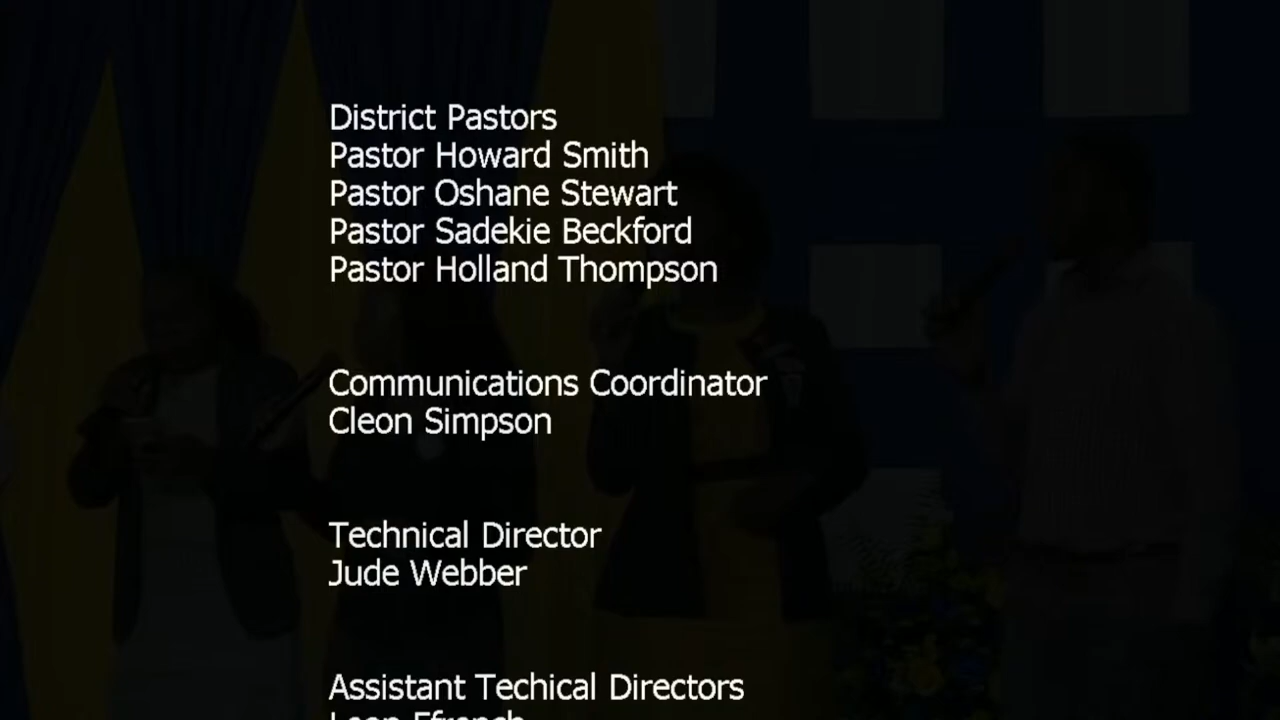 District Pastors
Pastor Howard Smith
Pastor Oshane Stewart
Pastor Sadekie Beckford
Pastor Holland Thompson
Communications Coordinator
Cleon Simpson
Technical Director
Jude Webber
Assistant Techical Directors